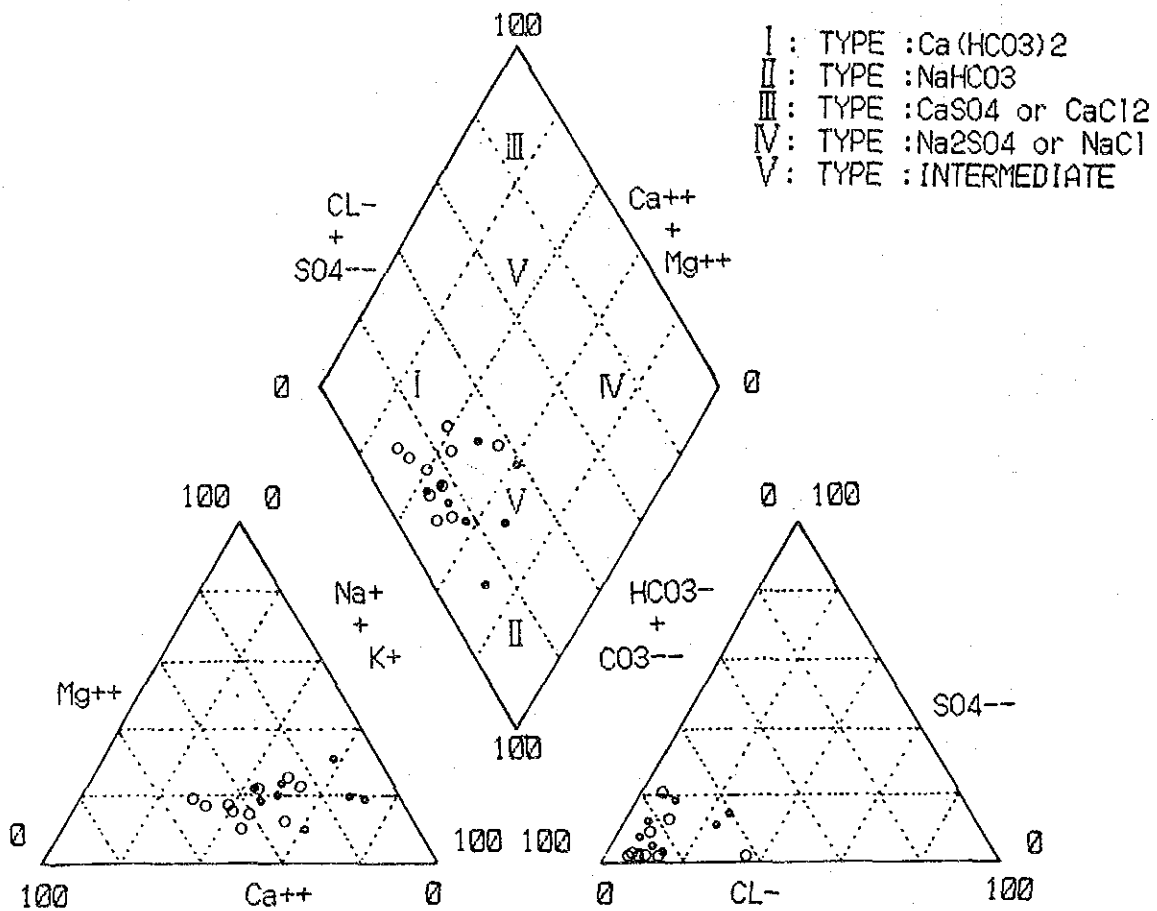 100
I : TYPE :Ca(HCO3)2
II : TYPE :NaHCO3
III : TYPE :CaSO4 or CaCl2
IV : TYPE :Na2SO4 or NaCl
V : TYPE :INTERMEDIATE
III
CL-
+
SO4--
Ca++
+
Mg++
V
0
I
IV
0
100 0
0 100
V
Na+
+
K+
HCO3-
+
CO3--
II
Mg++
SO4--
100
0
100 100
0
100
Ca++
0
0
CL-
100